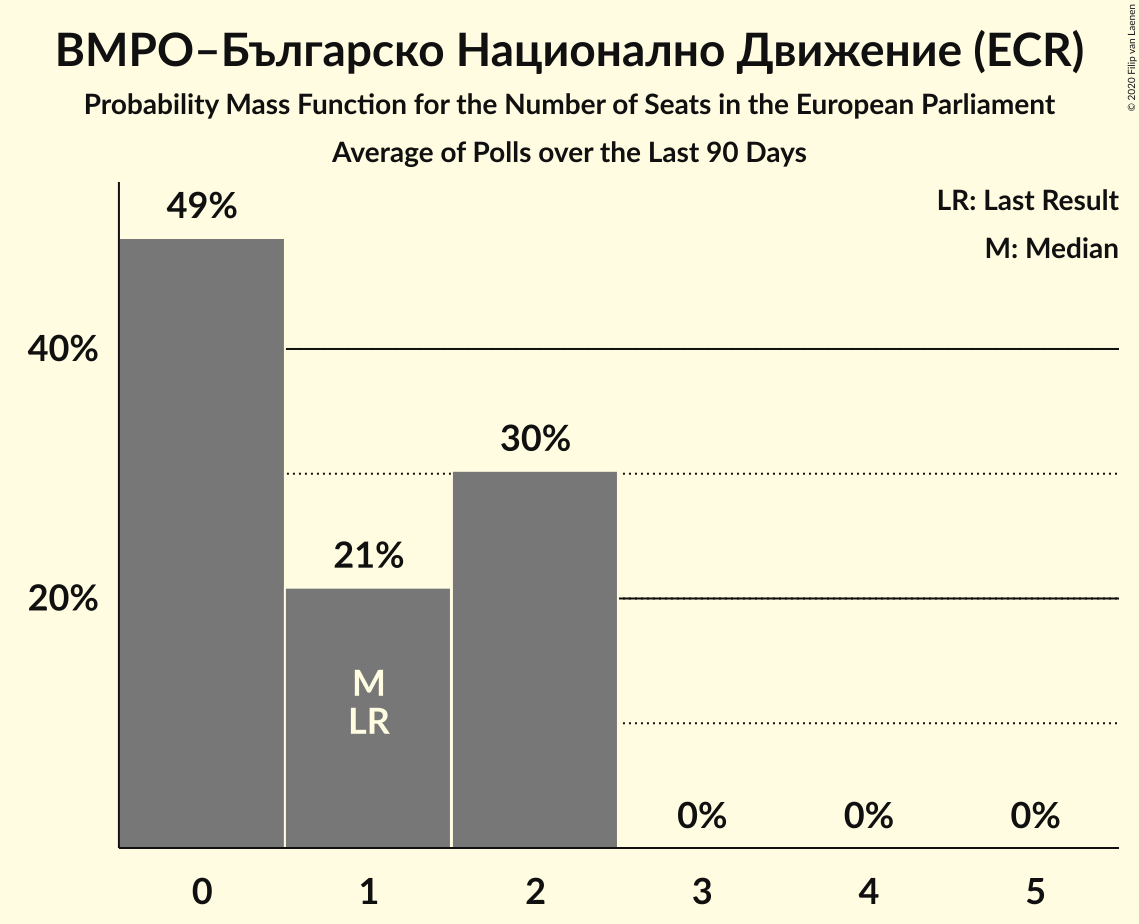 ВМРО–Българско Национално Движение (ECR)
Probability Mass Function for the Number of Seats in the European Parliament
Average of Polls over the Last 90 Days
© 2020 Filip van Laenen
LR: Last Result
M: Median
49%
40%
30%
21%
20%
M
LR
0% 0% 0%
0 1 2 3 4 5